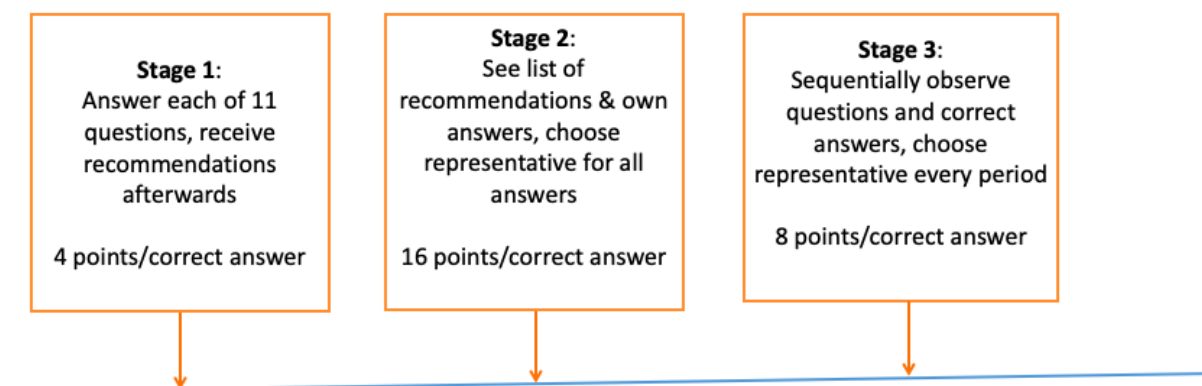 Stage 1:
Answer each of 11
questions, receive
recommendations
afterwards
4 points/correct answer
Stage 2:
See list of
recommendations & own
answers, choose
representative for all
answers
16 points/correct answer
Stage 3:
Sequentially observe
questions and correct
answers, choose
representative every period
8 points/correct answer